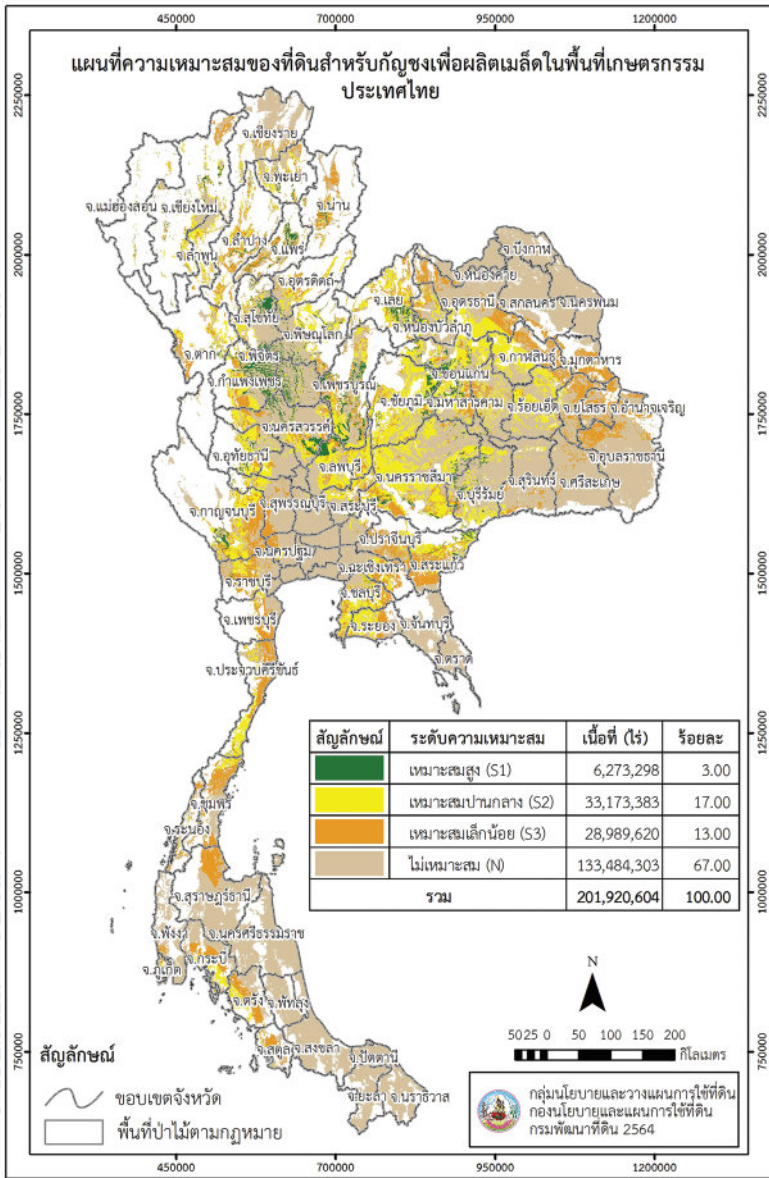 450000 700000 950000 1200000
แผนที่ความเหมาะสมของที่ดินสำหรับกัญชงเพื่อผลิตเมล็ดในพื้นที่เกษตรกรรม
ประเทศไทย
2250000 2250000
จ.เชียงราย
จ.พะเยา
จ.แม่ฮ่องสอน จ.เชียงใหม่ จ.น่าน
จ.ลำปาง
จ.แพร่
จ.ลำพูน
2000000 2000000
จ.บึงกาฬ
จ.หนองคาย
จ.อุตรดิตถ์
จ.เลย จ.อุดรธานี จ.สกลนคร จ.นครพนม
จ.สุโขทัย
จ.หนองบัวลำภู
จ.พิษณุโลก
จ.ตาก จ.พิจิตร จ.กาฬสินธุ์ จ.มุกดาหาร
จ.ขอนแก่น
จ.กำแพงเพชร จ.เพชรบูรณ์
จ.ชัยภูมิ จ.มหาสารคาม จ.ร้อยเอ็ด จ.ยโสธร จ.อำนาจเจริญ
1750000 1750000
จ.นครสวรรค์
จ.อุทัยธานี จ.ลพบุรี จ.อุบลราชธานี
จ.นครราชสีมา จ.สุรินทร์ จ.ศรีสะเกษ
จ.บุรีรัมย์
จ.กาญจนบุรี จ.สุพรรณบุรี จ.สระบุรี
จ.นครปฐม จ.ปราจีนบุรี
จ.ฉะเชิงเทรา จ.สระแก้ว
1500000 1500000
จ.ราชบุรี จ.ชลบุรี
จ.เพชรบุรี จ.ระยอง จ.จันทบุรี
จ.ตราด
จ.ประจวบคีรีขันธ์
1250000 1250000
สัญลักษณ์ ระดับความเหมาะสม เนื้อที่ (ไร่) ร้อยละ
เหมาะสมสูง (S1) 6,273,298 3.00
เหมาะสมปานกลาง (S2) 33,173,383 17.00
เหมาะสมเล็กน้อย (S3) 28,989,620 13.00
ไม่เหมาะสม (N) 133,484,303 67.00
รวม 201,920,604 100.00
จ.ชุมพร
จ.ระนอง
1000000 1000000
จ.สุราษฎร์ธานี
จ.พังงา จ.นครศรีธรรมราช
จ.กระบี่
จ.ภูเก็ต
จ.ตรัง จ.พัทลุง
จ.สตูล จ.สงขลา จ.ปัตตานี
จ.ยะลา จ.นราธิวาส
N
50 25 0 50 100 150 200
กิโลเมตร
750000 750000
สัญลักษณ์
ขอบเขตจังหวัด
พื้นที่ป่าไม้ตามกฎหมาย
กลุ่มนโยบายและวางแผนการใช้ที่ดิน
กองนโยบายและแผนการใช้ที่ดิน
กรมพัฒนาที่ดิน 2564
450000 700000 950000 1200000